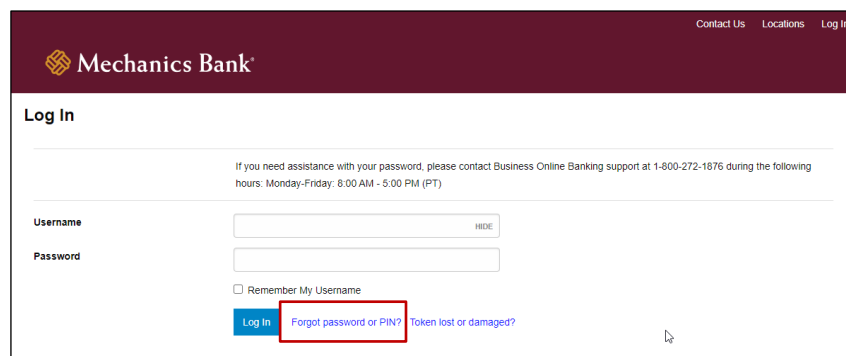 Contact Us Locations Log In
Mechanics Bank
Log In
If you need assistance with your password, please contact Business Online Banking support at 1-800-272-1876 during the following
hours: Monday-Friday: 8:00 AM - 5:00 PM (PT)
Username
HIDE
Password
Remember My Username
Log In Forgot password or PIN? Token lost or damaged?